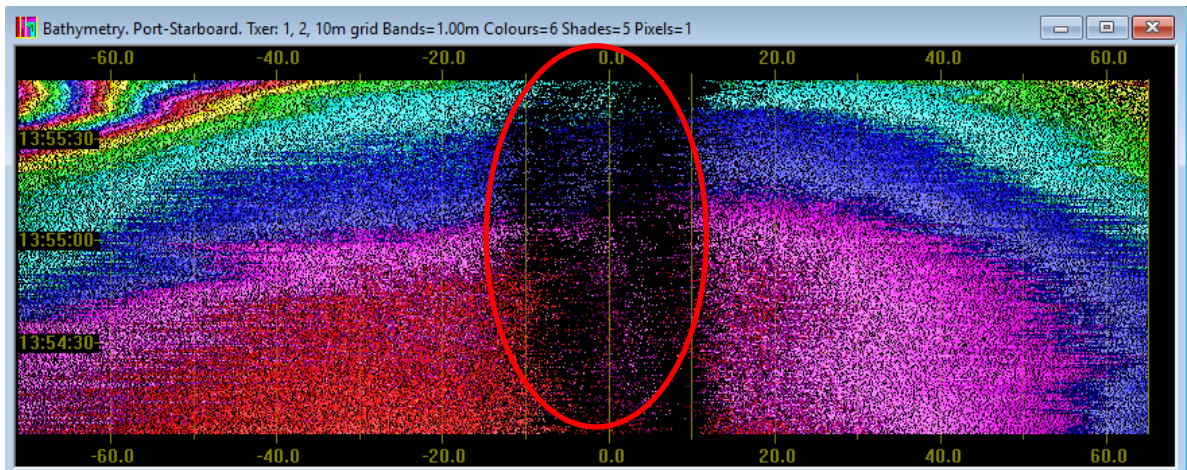 Bathymetry. Port-Starboard. Txer: 1, 2, 10m grid Bands=1.00m Colours=6 Shades=5 Pixels=1
-60.0 -40.0 -20.0 0.0 20.0 40.0 60.0
13:55:30
13:55:00
13:54:30
-60.0 -40.0 -20.0 0.0 20.0 40.0 60.0